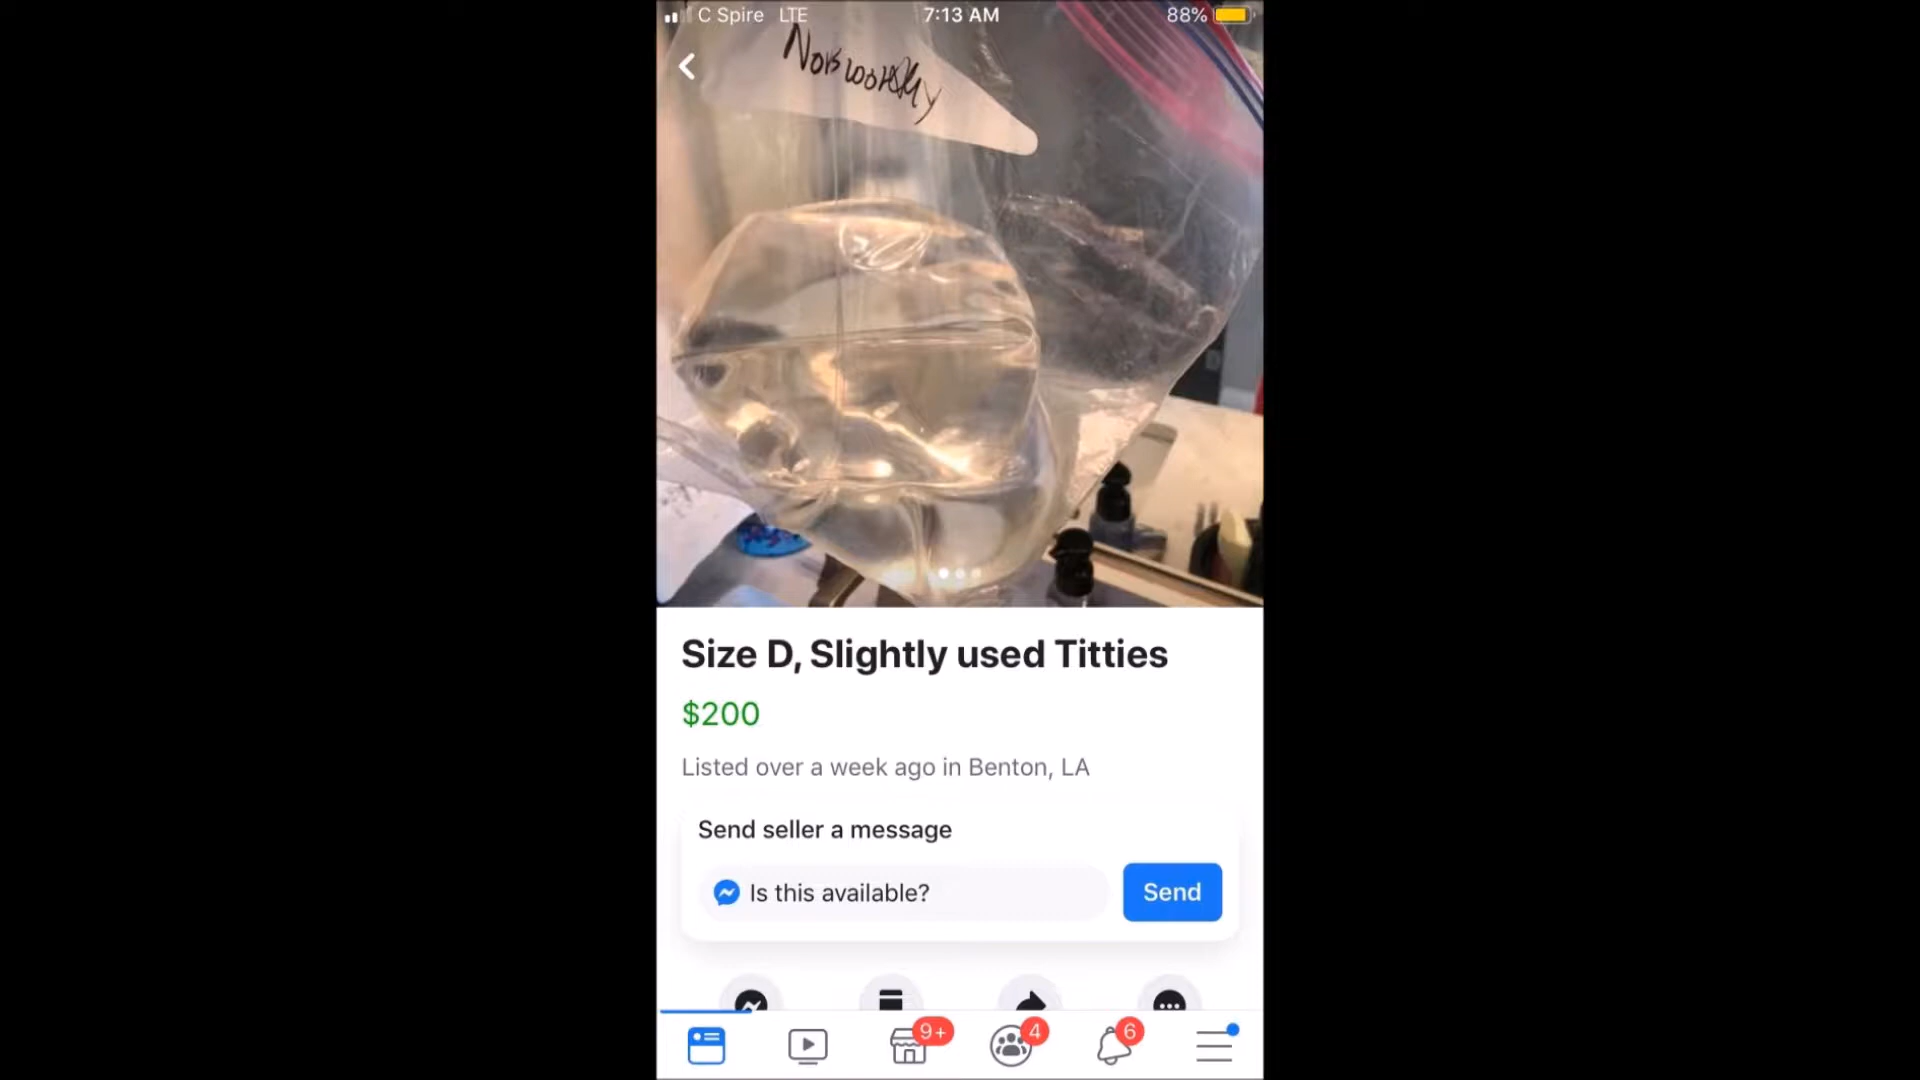 C Spire LTE 7:13 AM 88%
Norsworthy
Size D, Slightly used Titties
$200
Listed over a week ago in Benton, LA
Send seller a message
Is this available?
Send
9+ 4 6